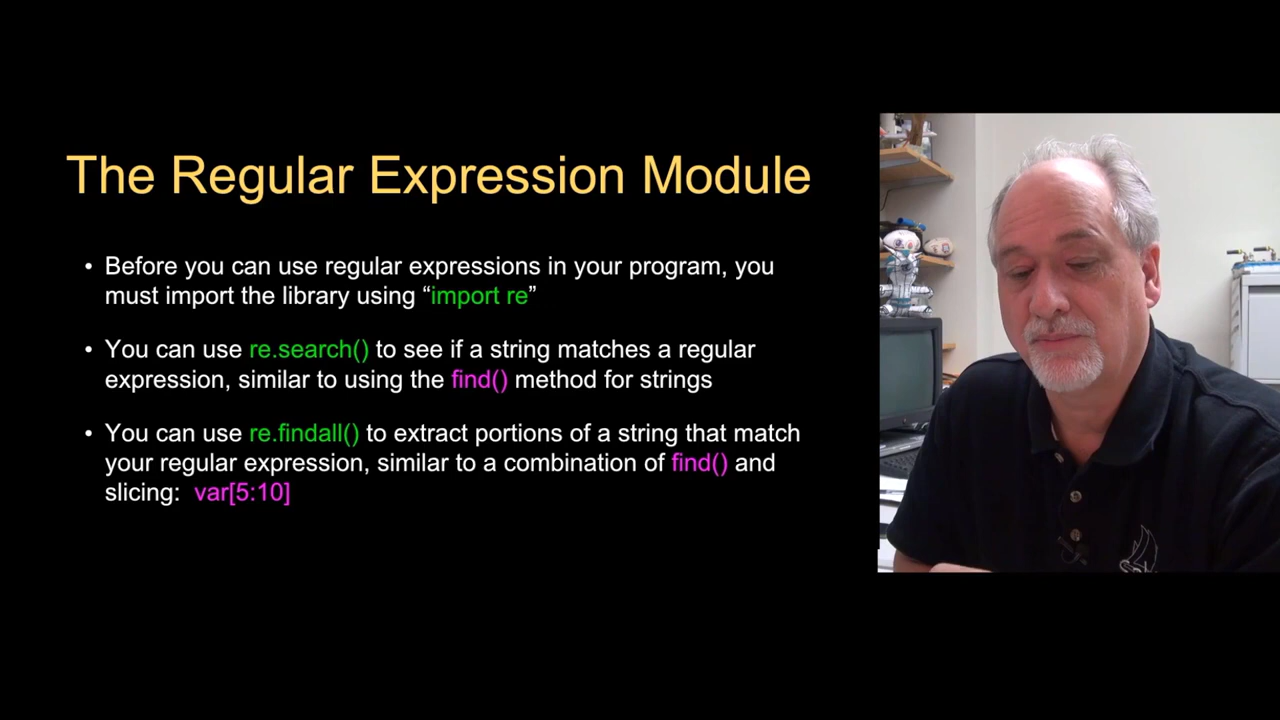 The Regular Expression Module
• Before you can use regular expressions in your program, you
must import the library using “import re”
• You can use re.search() to see if a string matches a regular
expression, similar to using the find() method for strings
• You can use re.findall() to extract portions of a string that match
your regular expression, similar to a combination of find() and
slicing: var[5:10]